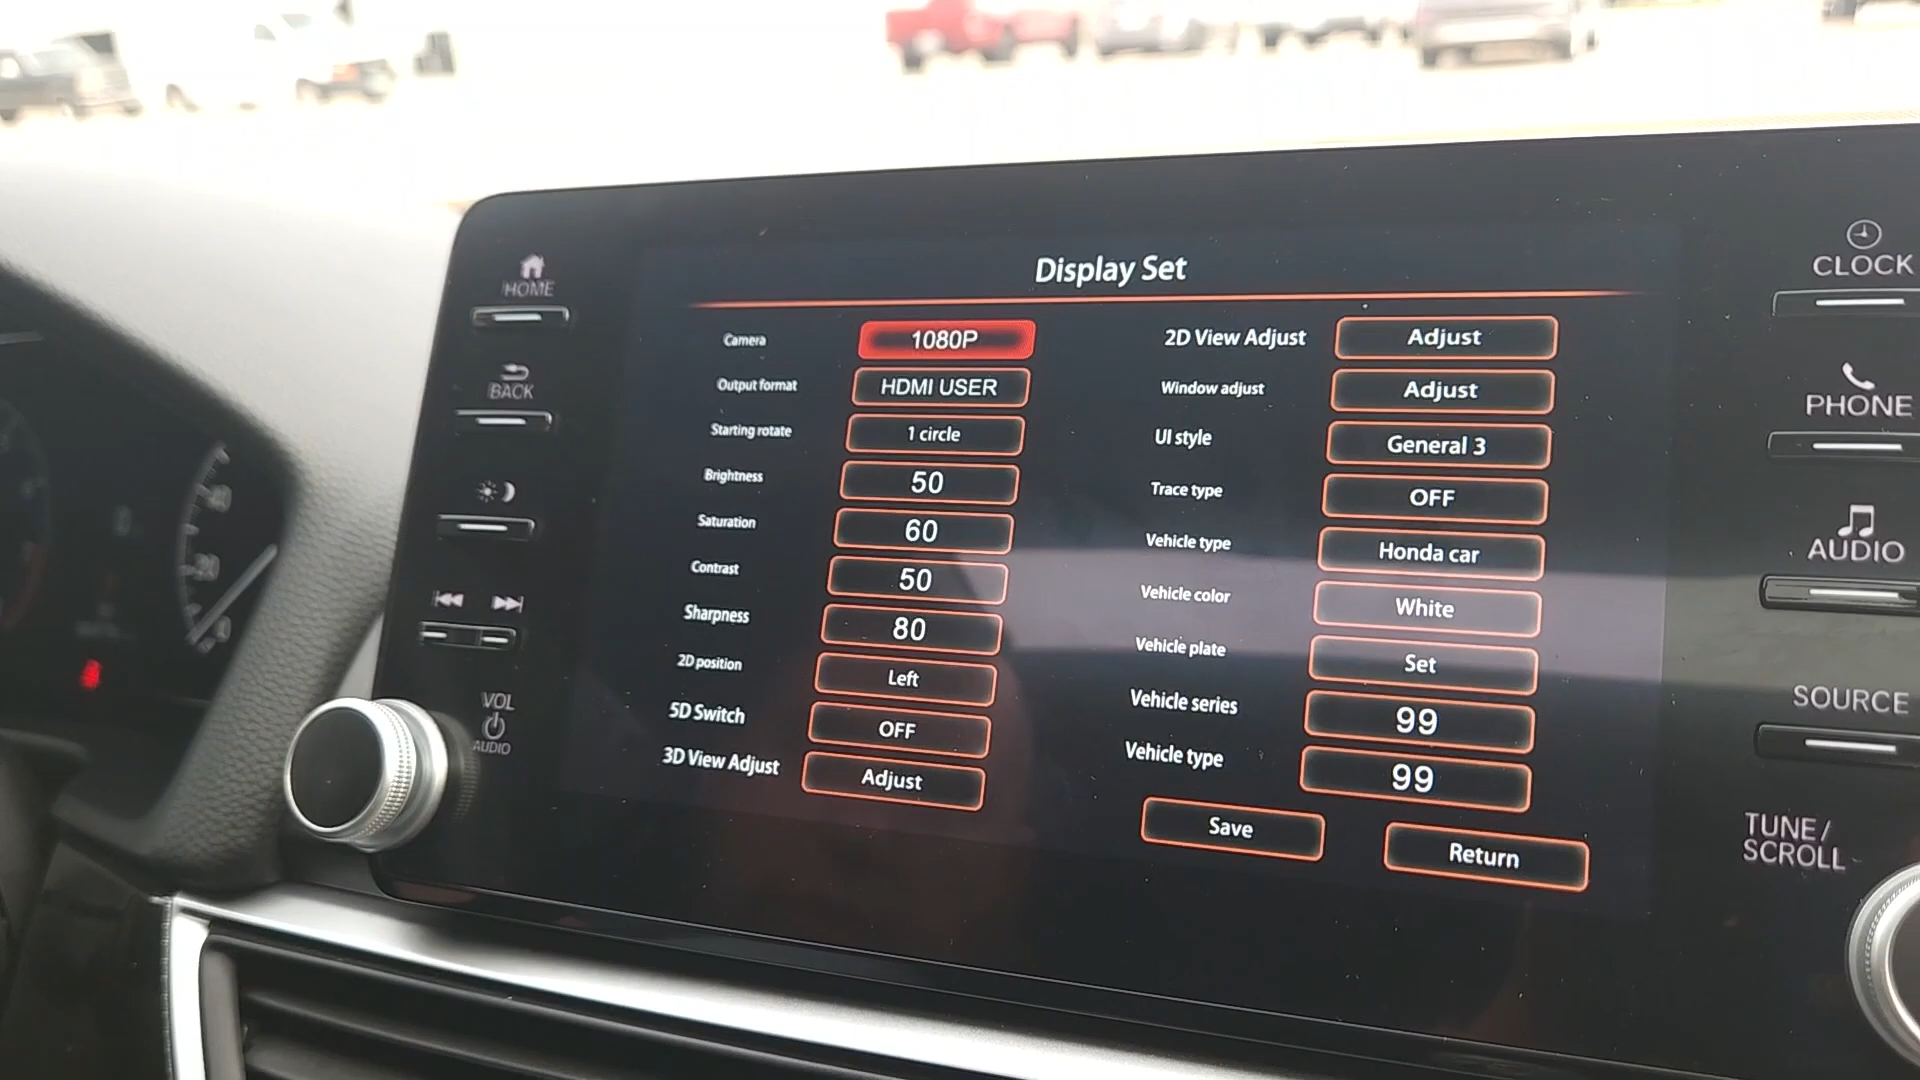 HOME
BACK
VOL
AUDIO
Display Set
Camera 1080P
Output format HDMI USER
Starting rotate 1 circle
Brightness 50
Saturation 60
Contrast 50
Sharpness 80
2D position Left
5D Switch OFF
3D View Adjust Adjust
2D View Adjust Adjust
Window adjust Adjust
UI style General 3
Trace type OFF
Vehicle type Honda car
Vehicle color White
Vehicle plate Set
Vehicle series 99
Vehicle type 99
Save Return
CLOCK
PHONE
AUDIO
SOURCE
TUNE/
SCROLL